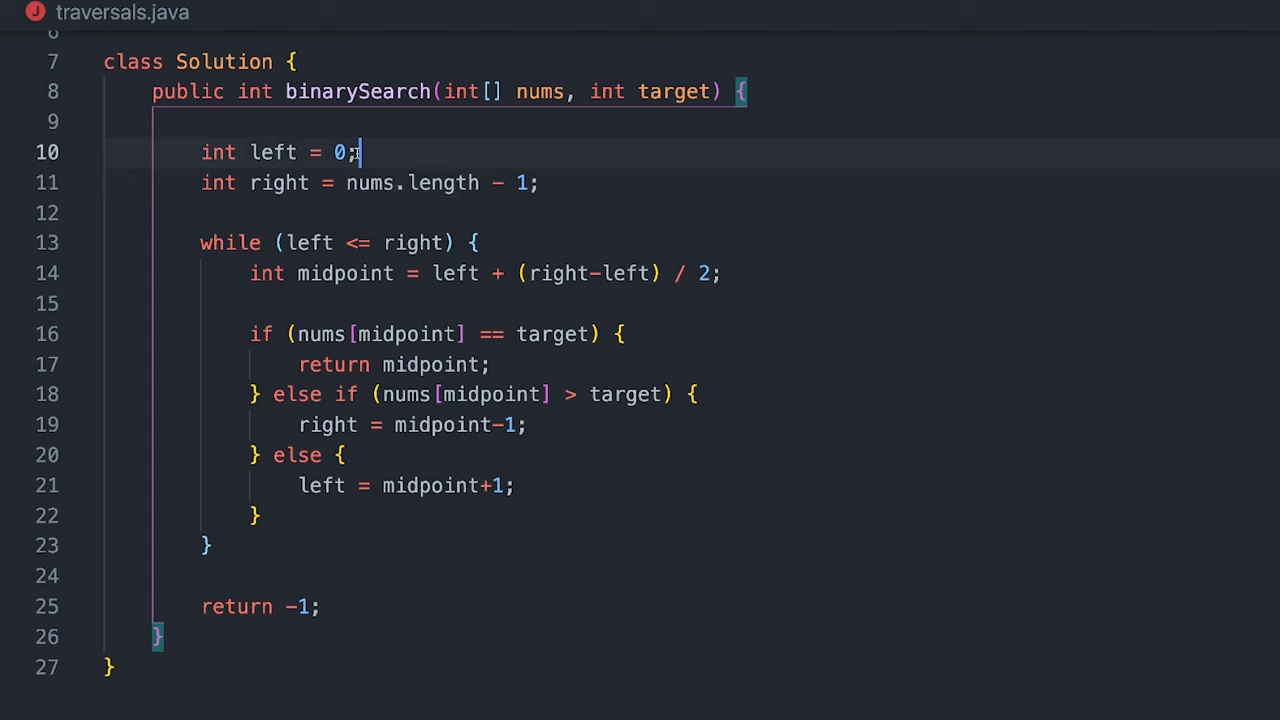 traversals.java
6
7 class Solution {
8 public int binarySearch(int[] nums, int target) {
9
10 int left = 0;
11 int right = nums.length - 1;
12
13 while (left <= right) {
14 int midpoint = left + (right-left) / 2;
15
16 if (nums[midpoint] == target) {
17 return midpoint;
18 } else if (nums[midpoint] > target) {
19 right = midpoint-1;
20 } else {
21 left = midpoint+1;
22 }
23 }
24
25 return -1;
26 }
27 }